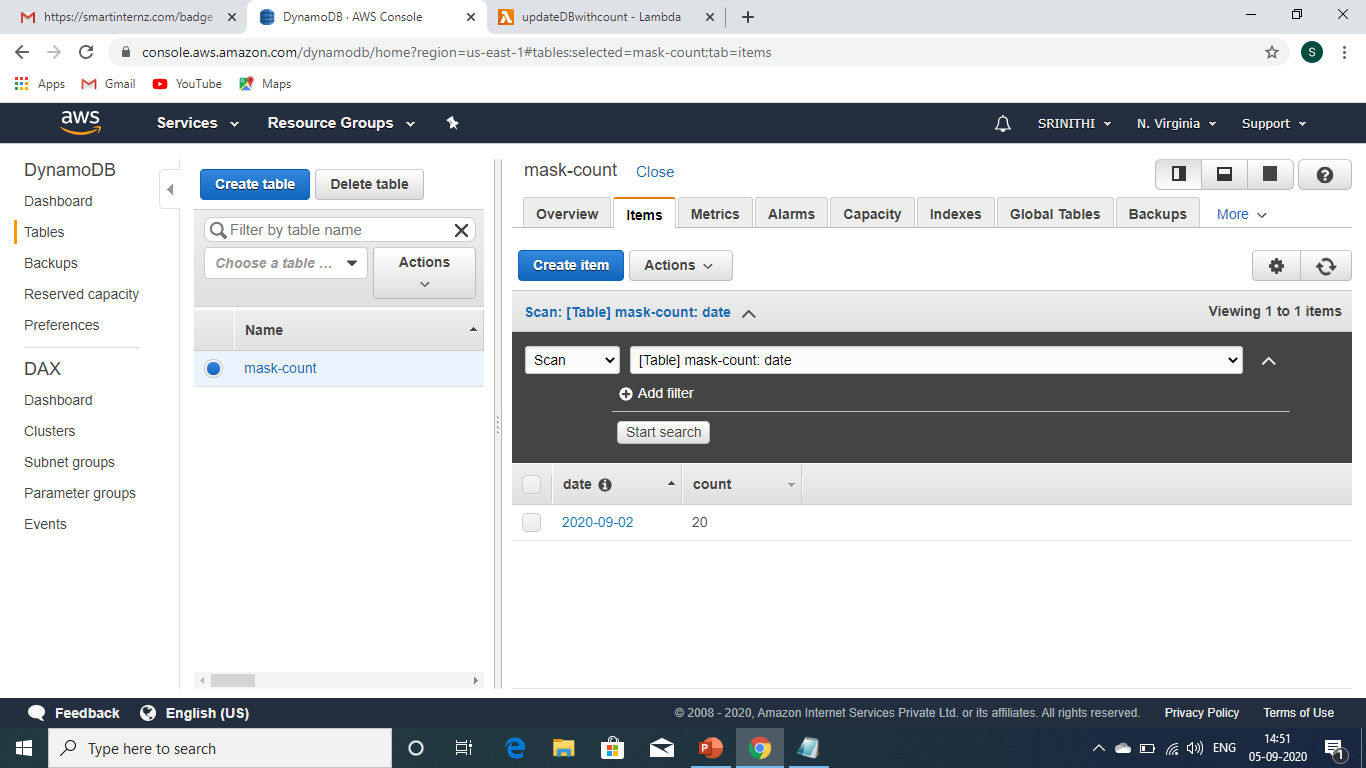 https://smartinternz.com/badge
DynamoDB · AWS Console
updateDBwithcount - Lambda
console.aws.amazon.com/dynamodb/home?region=us-east-1#tables:selected=mask-count;tab=items
S
Apps
Gmail
YouTube
Maps
aws
Services
Resource Groups
SRINITHI
N. Virginia
Support
DynamoDB
Dashboard
Tables
Backups
Reserved capacity
Preferences
DAX
Dashboard
Clusters
Subnet groups
Parameter groups
Events
Create table
Delete table
Filter by table name
Choose a table ...
Actions
Name
mask-count
mask-count
Close
Overview
Items
Metrics
Alarms
Capacity
Indexes
Global Tables
Backups
More
Create item
Actions
Scan: [Table] mask-count: date
Viewing 1 to 1 items
Scan
[Table] mask-count: date
Add filter
Start search
date
count
2020-09-02
20
Feedback
English (US)
© 2008 - 2020, Amazon Internet Services Private Ltd. or its affiliates. All rights reserved.
Privacy Policy
Terms of Use
Type here to search
ENG
14:51
05-09-2020
1